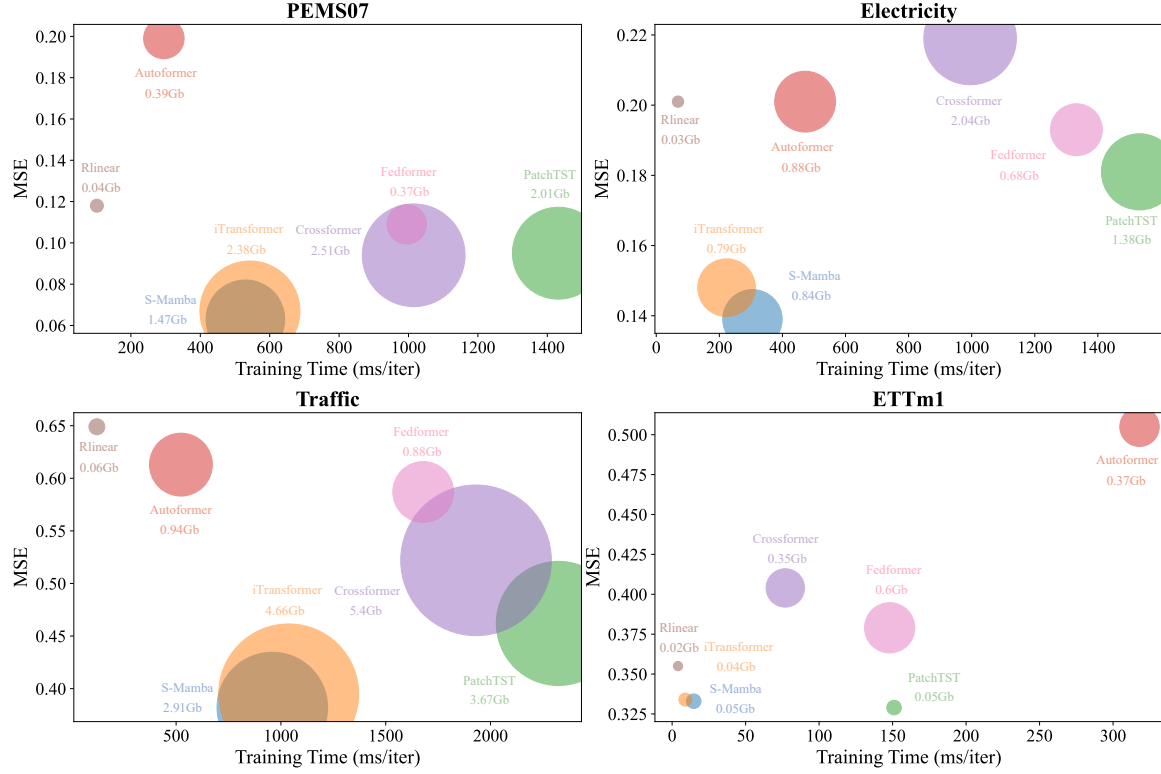 PEMS07
MSE
0.20
0.18
0.16
0.14
0.12
0.10
0.08
0.06
Autoformer
0.39Gb
Rlinear
0.04Gb
Fedformer
0.37Gb
PatchTST
2.01Gb
iTransformer
2.38Gb
Crossformer
2.51Gb
S-Mamba
1.47Gb
200
400
600
800
1000
1200
1400
Training Time (ms/iter)
Electricity
MSE
0.22
0.20
0.18
0.16
0.14
Crossformer
2.04Gb
Rlinear
0.03Gb
Autoformer
0.88Gb
Fedformer
0.68Gb
PatchTST
1.38Gb
iTransformer
0.79Gb
S-Mamba
0.84Gb
0
200
400
600
800
1000
1200
1400
Training Time (ms/iter)
Traffic
MSE
0.65
0.60
0.55
0.50
0.45
0.40
Rlinear
0.06Gb
Fedformer
0.88Gb
Autoformer
0.94Gb
iTransformer
4.66Gb
Crossformer
5.4Gb
S-Mamba
2.91Gb
PatchTST
3.67Gb
500
1000
1500
2000
Training Time (ms/iter)
ETTm1
MSE
0.500
0.475
0.450
0.425
0.400
0.375
0.350
0.325
Autoformer
0.37Gb
Crossformer
0.35Gb
Fedformer
0.6Gb
Rlinear
0.02Gb
iTransformer
0.04Gb
S-Mamba
0.05Gb
PatchTST
0.05Gb
0
50
100
150
200
250
300
Training Time (ms/iter)